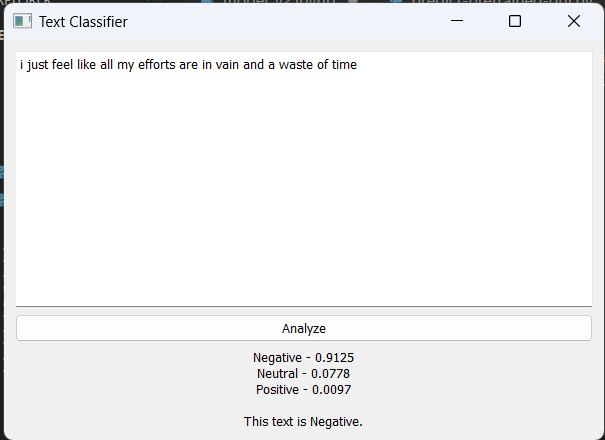 Text Classifier
i just feel like all my efforts are in vain and a waste of time
Analyze
Negative - 0.9125
Neutral - 0.0778
Positive - 0.0097
This text is Negative.